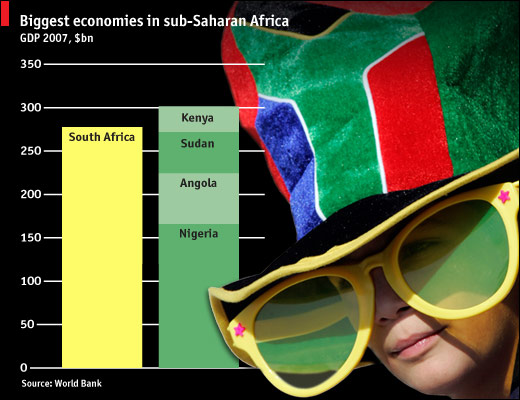 Biggest economies in sub-Saharan Africa
GDP 2007, $bn
350
300
250
200
150
100
50
0
South Africa
Kenya
Sudan
Angola
Nigeria
Source: World Bank